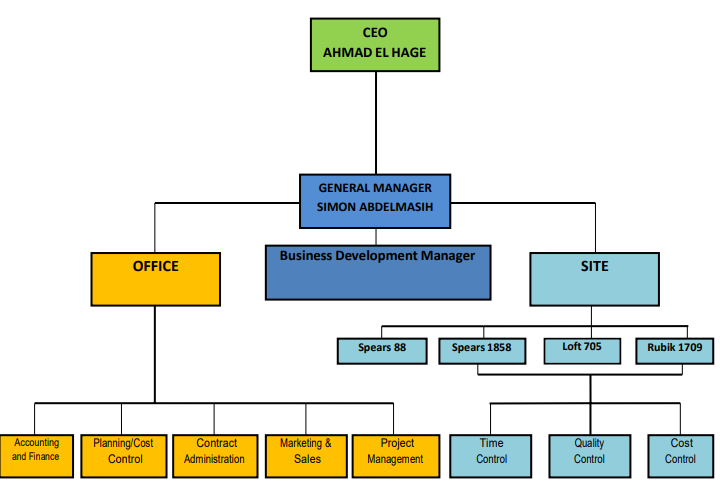 CEO
AHMAD EL HAGE
GENERAL MANAGER
SIMON ABDELMASIH
OFFICE
Business Development Manager
SITE
Spears 88
Spears 1858
Loft 705
Rubik 1709
Accounting
and Finance
Planning/Cost
Control
Contract
Administration
Marketing &
Sales
Project
Management
Time
Control
Quality
Control
Cost
Control